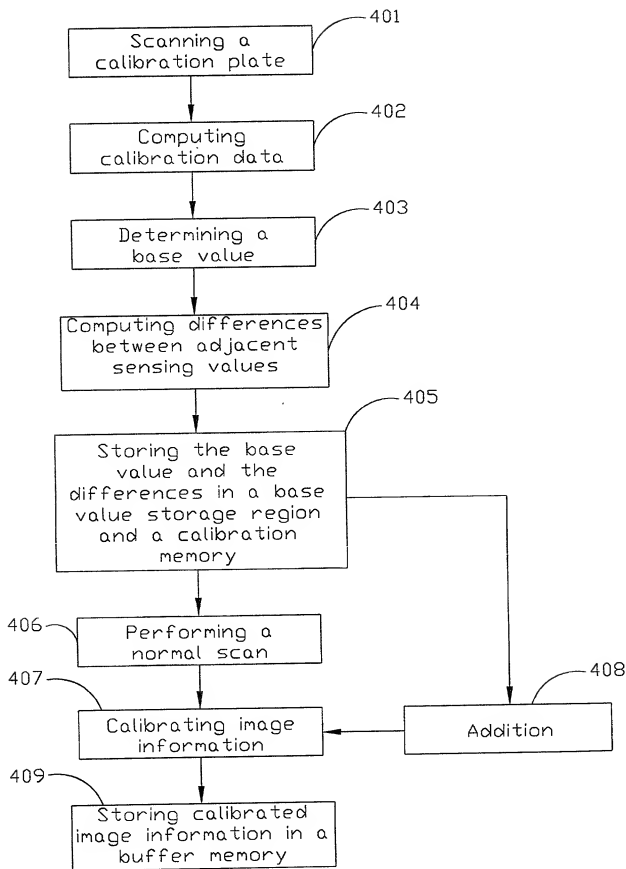 401
Scanning a
calibration plate
402
Computing
calibration data
403
Determining a
base value
404
Computing differences
between adjacent
sensing values
405
Storing the base
value and the
differences in a base
value storage region
and a calibration
memory
406
Performing a
normal scan
407
Calibrating image
information
408
Addition
409
Storing calibrated
image information in a
buffer memory